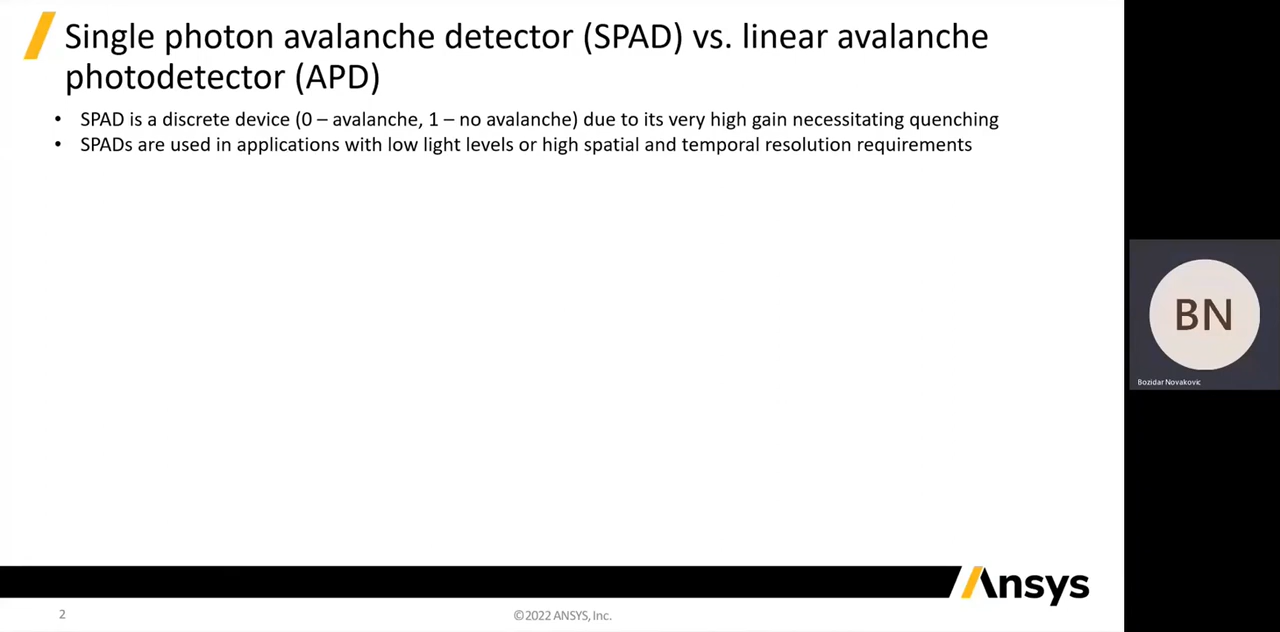 Single photon avalanche detector (SPAD) vs. linear avalanche
photodetector (APD)
• SPAD is a discrete device (0 – avalanche, 1 – no avalanche) due to its very high gain necessitating quenching
• SPADs are used in applications with low light levels or high spatial and temporal resolution requirements
BN
Bozidar Novakovic
Ansys
2
©2022 ANSYS, Inc.